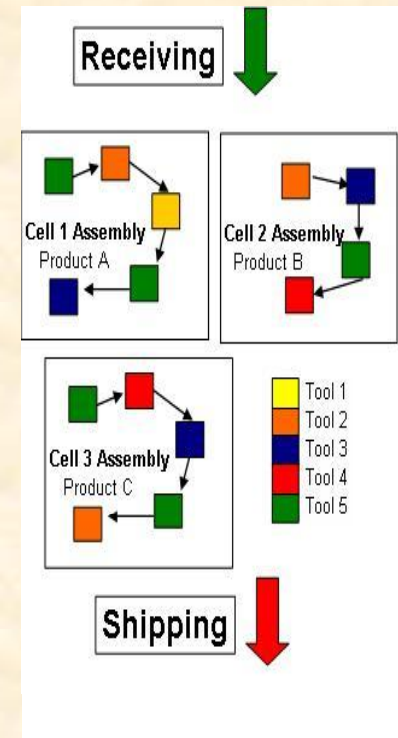 Receiving
Cell 1 Assembly
Product A
Cell 2 Assembly
Product B
Cell 3 Assembly
Product C
Tool 1
Tool 2
Tool 3
Tool 4
Tool 5
Shipping